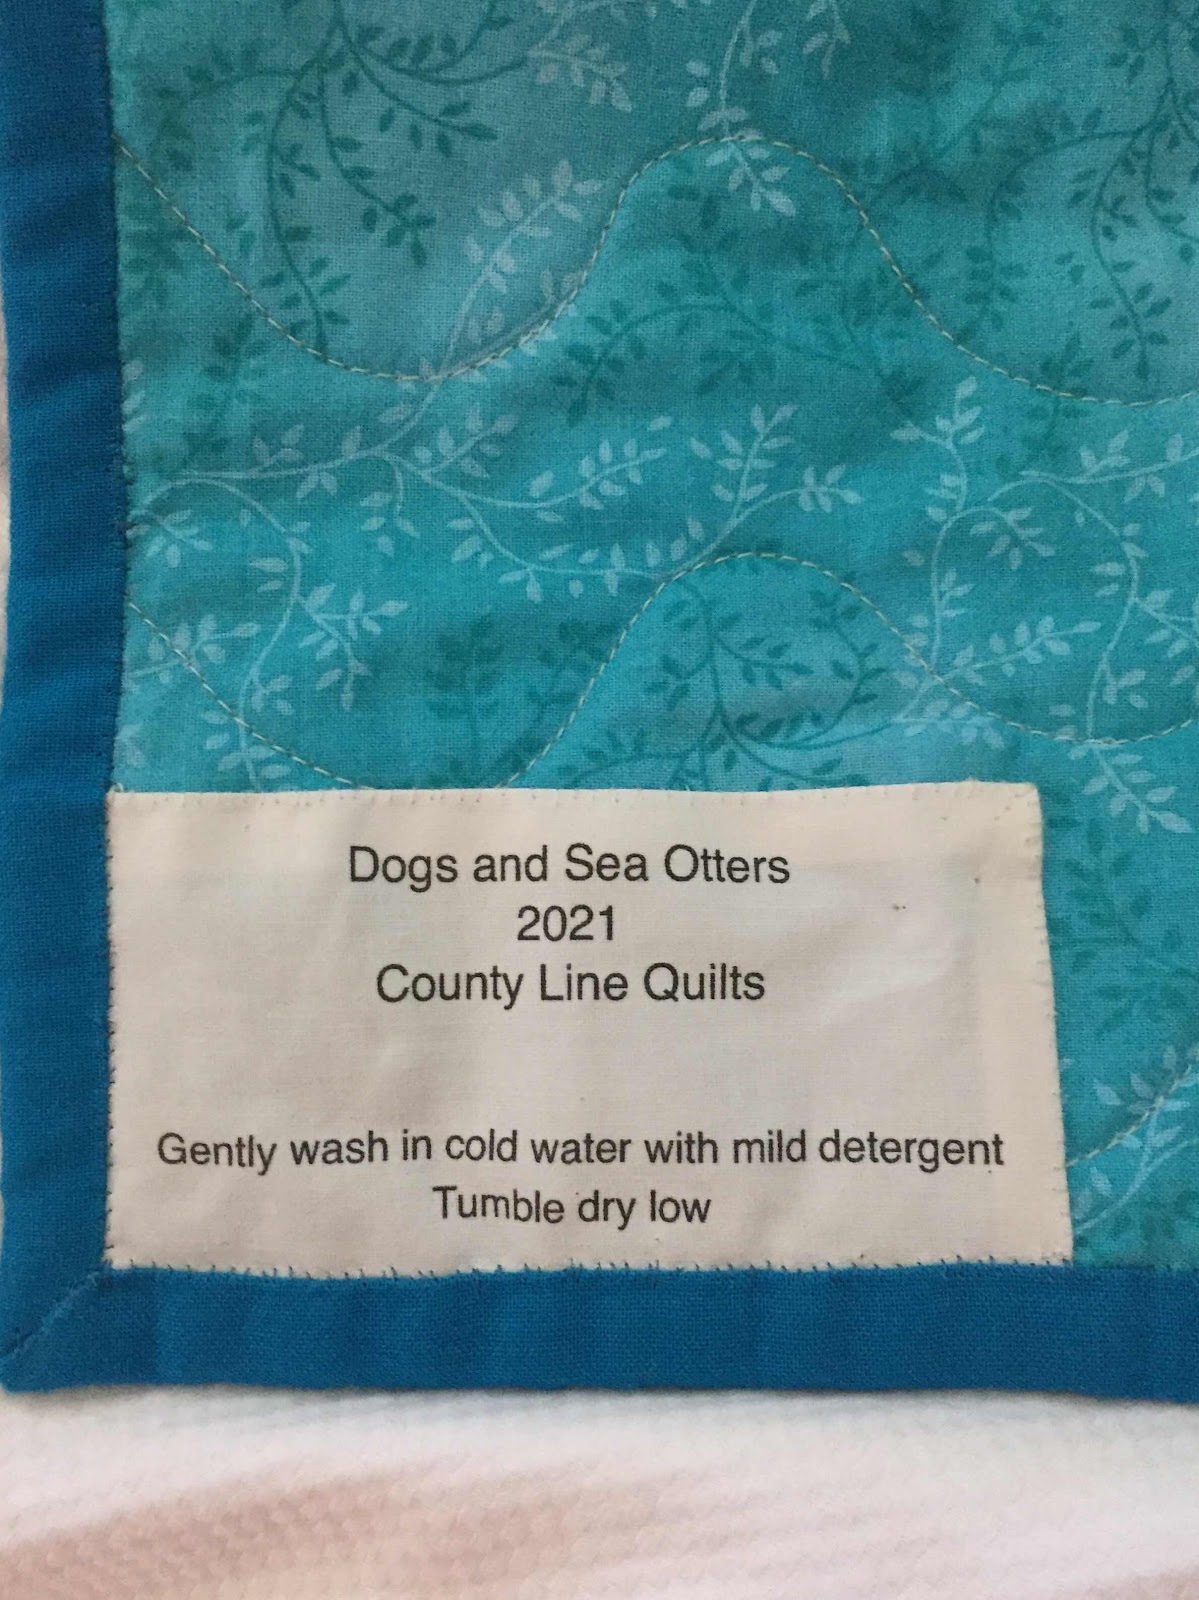 Dogs and Sea Otters
2021
County Line Quilts
Gently wash in cold water with mild detergent
Tumble dry low